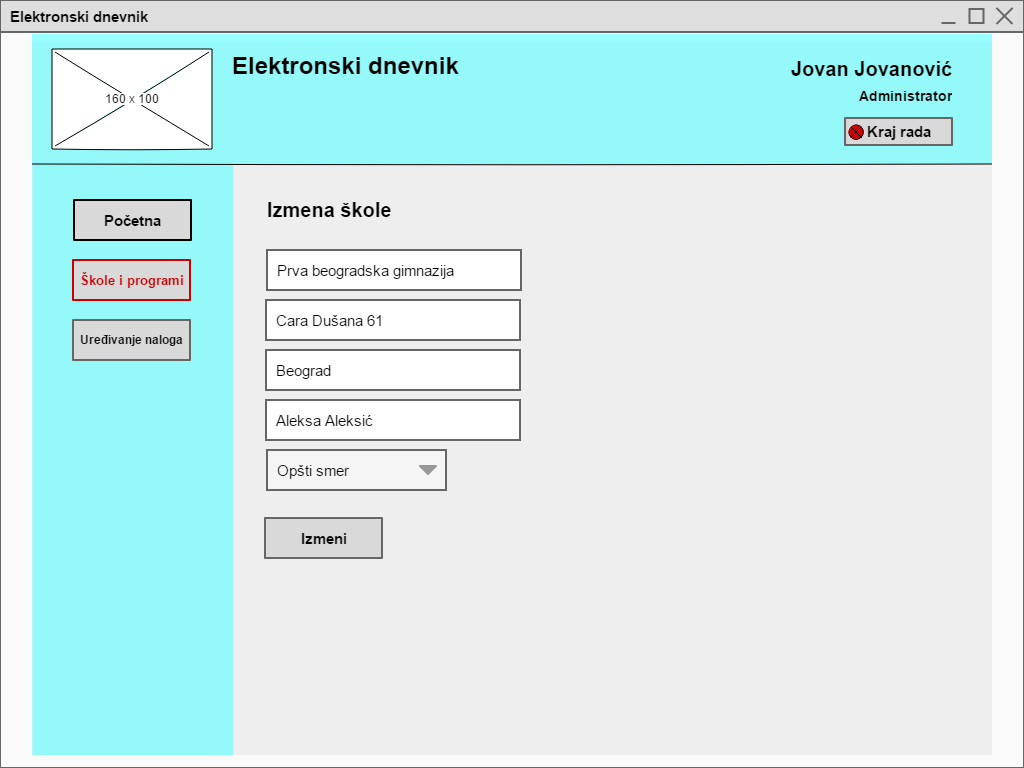 Elektronski dnevnik
160 x 100
Elektronski dnevnik
Jovan Jovanović
Administrator
Kraj rada
Početna
Škole i programi
Uređivanje naloga
Izmena škole
Prva beogradska gimnazija
Cara Dušana 61
Beograd
Aleksa Aleksić
Opšti smer
Izmeni